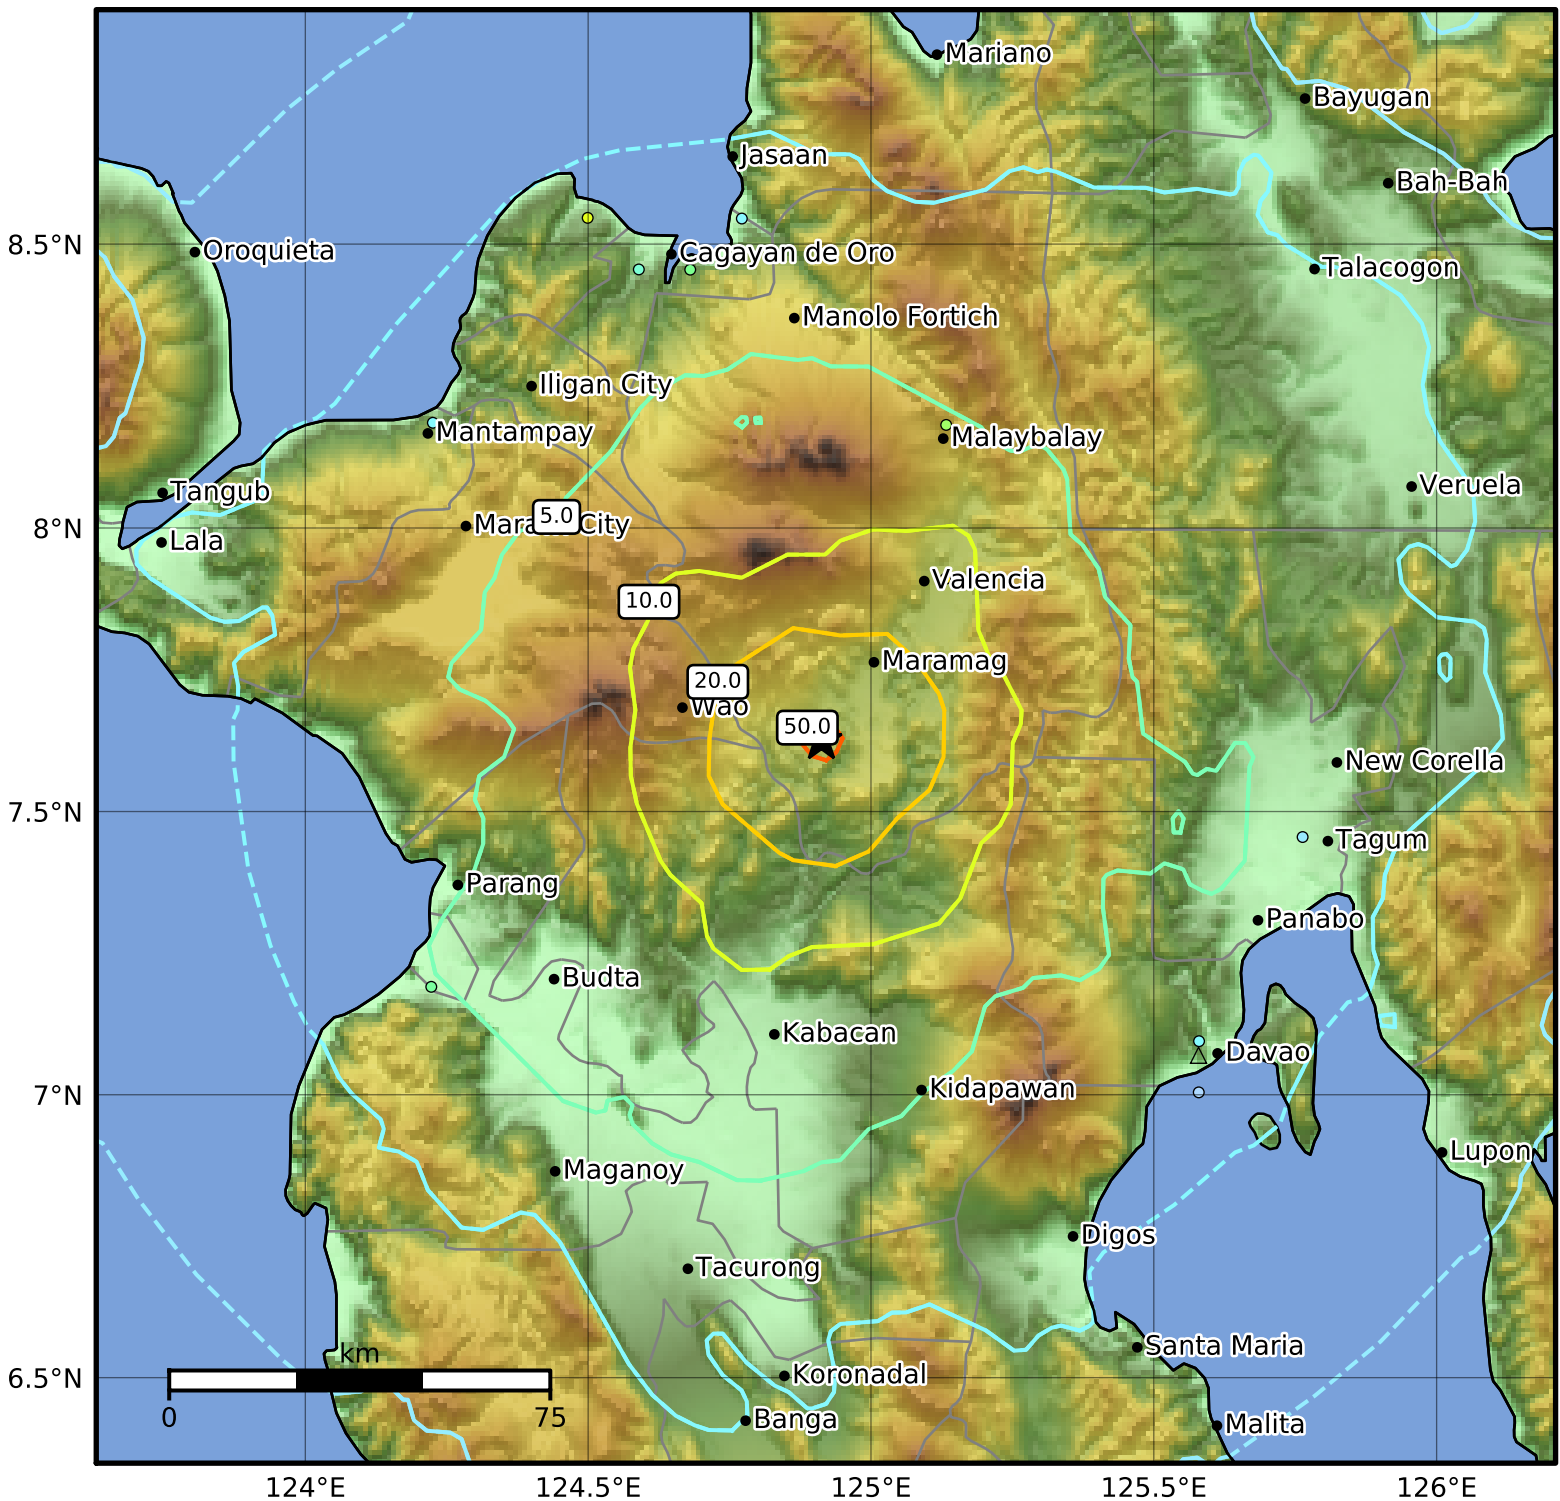 Mariano
Bayugan
Jasaan
Bah-Bah
8.5°N
Oroquieta
Cagayan de Oro
Talacogon
Manolo Fortich
Iligan City
Mantampay
Malaybalay
Tangub
Veruela
5.0
8°N
City
Lala
Valencia
10.0
Maramag
20.0
Wao
50.0
New Corella
7.5°N
Tagum
Parang
Panabo
Budta
Kabacan
Davao
7°N
Kidapawan
Lupon
Maganoy
Digos
Tacurong
Santa Maria
km
6.5°N
Koronadal
0
75
Banga
Malita
124°E
124.5°E
125°E
125.5°E
126°E